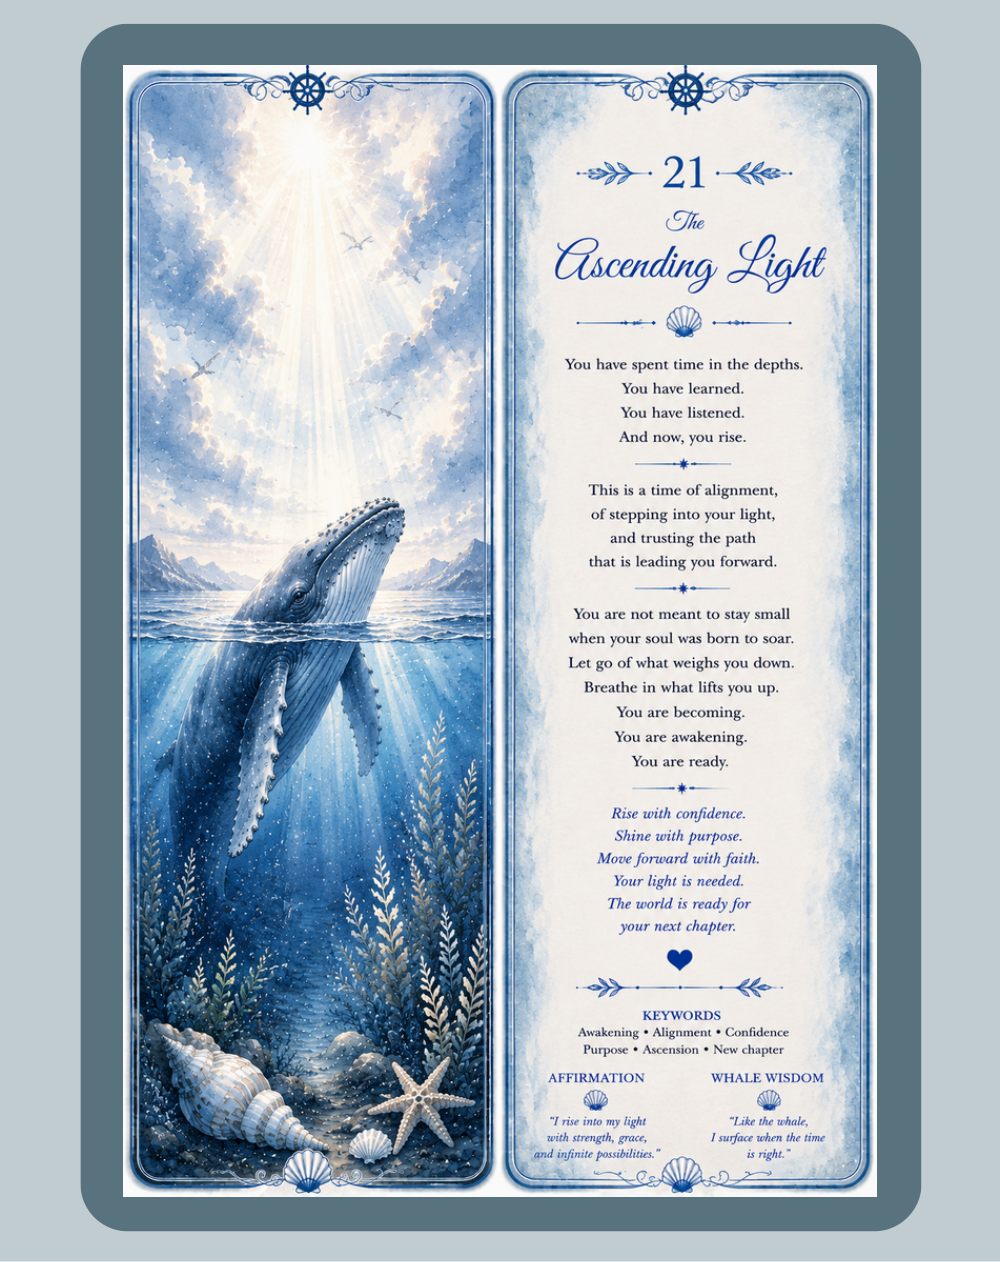 21
The
Ascending Light
You have spent time in the depths.
You have learned.
You have listened.
And now, you rise.
This is a time of alignment,
of stepping into your light,
and trusting the path
that is leading you forward.
You are not meant to stay small
when your soul was born to soar.
Let go of what weighs you down.
Breathe in what lifts you up.
You are becoming.
You are awakening.
You are ready.
Rise with confidence.
Shine with purpose.
Move forward with faith.
Your light is needed.
The world is ready for
your next chapter.
KEYWORDS
Awakening • Alignment • Confidence
Purpose • Ascension • New chapter
AFFIRMATION
“I rise into my light
with strength, grace,
and infinite possibilities.”
WHALE WISDOM
“Like the whale,
I surface when the time
is right.”